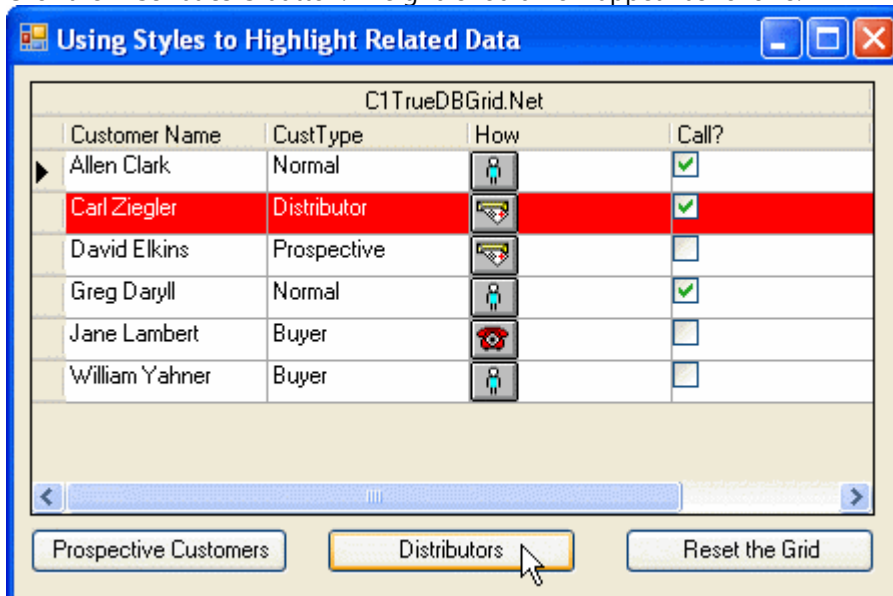 Using Styles to Highlight Related Data
C1TrueDBGrid.Net
Customer Name CustType How Call?
Allen Clark Normal
Carl Ziegler Distributor
David Elkins Prospective
Greg Daryll Normal
Jane Lambert Buyer
William Yahner Buyer
Prospective Customers Distributors Reset the Grid